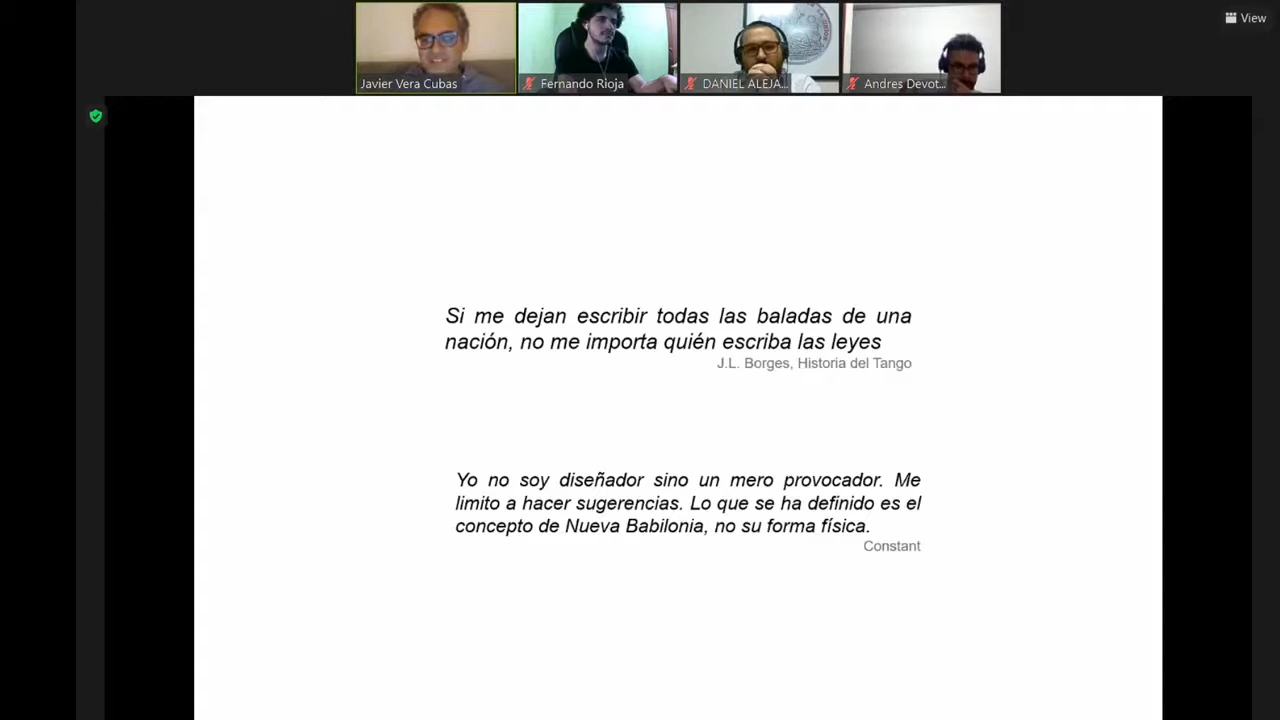 View
Javier Vera Cubas
Fernando Rioja
DANIEL ALEJA...
Andres Devot...
Si me dejan escribir todas las baladas de una
nación, no me importa quién escriba las leyes
J.L. Borges, Historia del Tango
Yo no soy diseñador sino un mero provocador. Me
limito a hacer sugerencias. Lo que se ha definido es el
concepto de Nueva Babilonia, no su forma física.
Constant